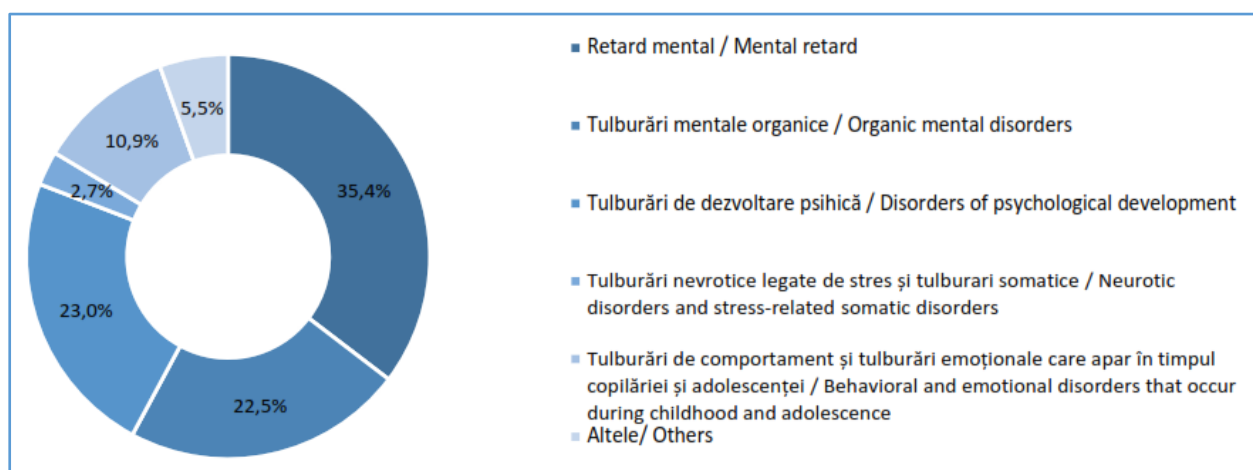 5,5%
10,9%
2,7%
35,4%
23,0%
22,5%
Retard mental / Mental retard
Tulburări mentale organice / Organic mental disorders
Tulburări de dezvoltare psihică / Disorders of psychological development
Tulburări nevrotice legate de stres și tulburari somatice / Neurotic
disorders and stress-related somatic disorders
Tulburări de comportament și tulburări emoționale care apar în timpul
copilăriei și adolescenței / Behavioral and emotional disorders that occur
during childhood and adolescence
Altele/ Others